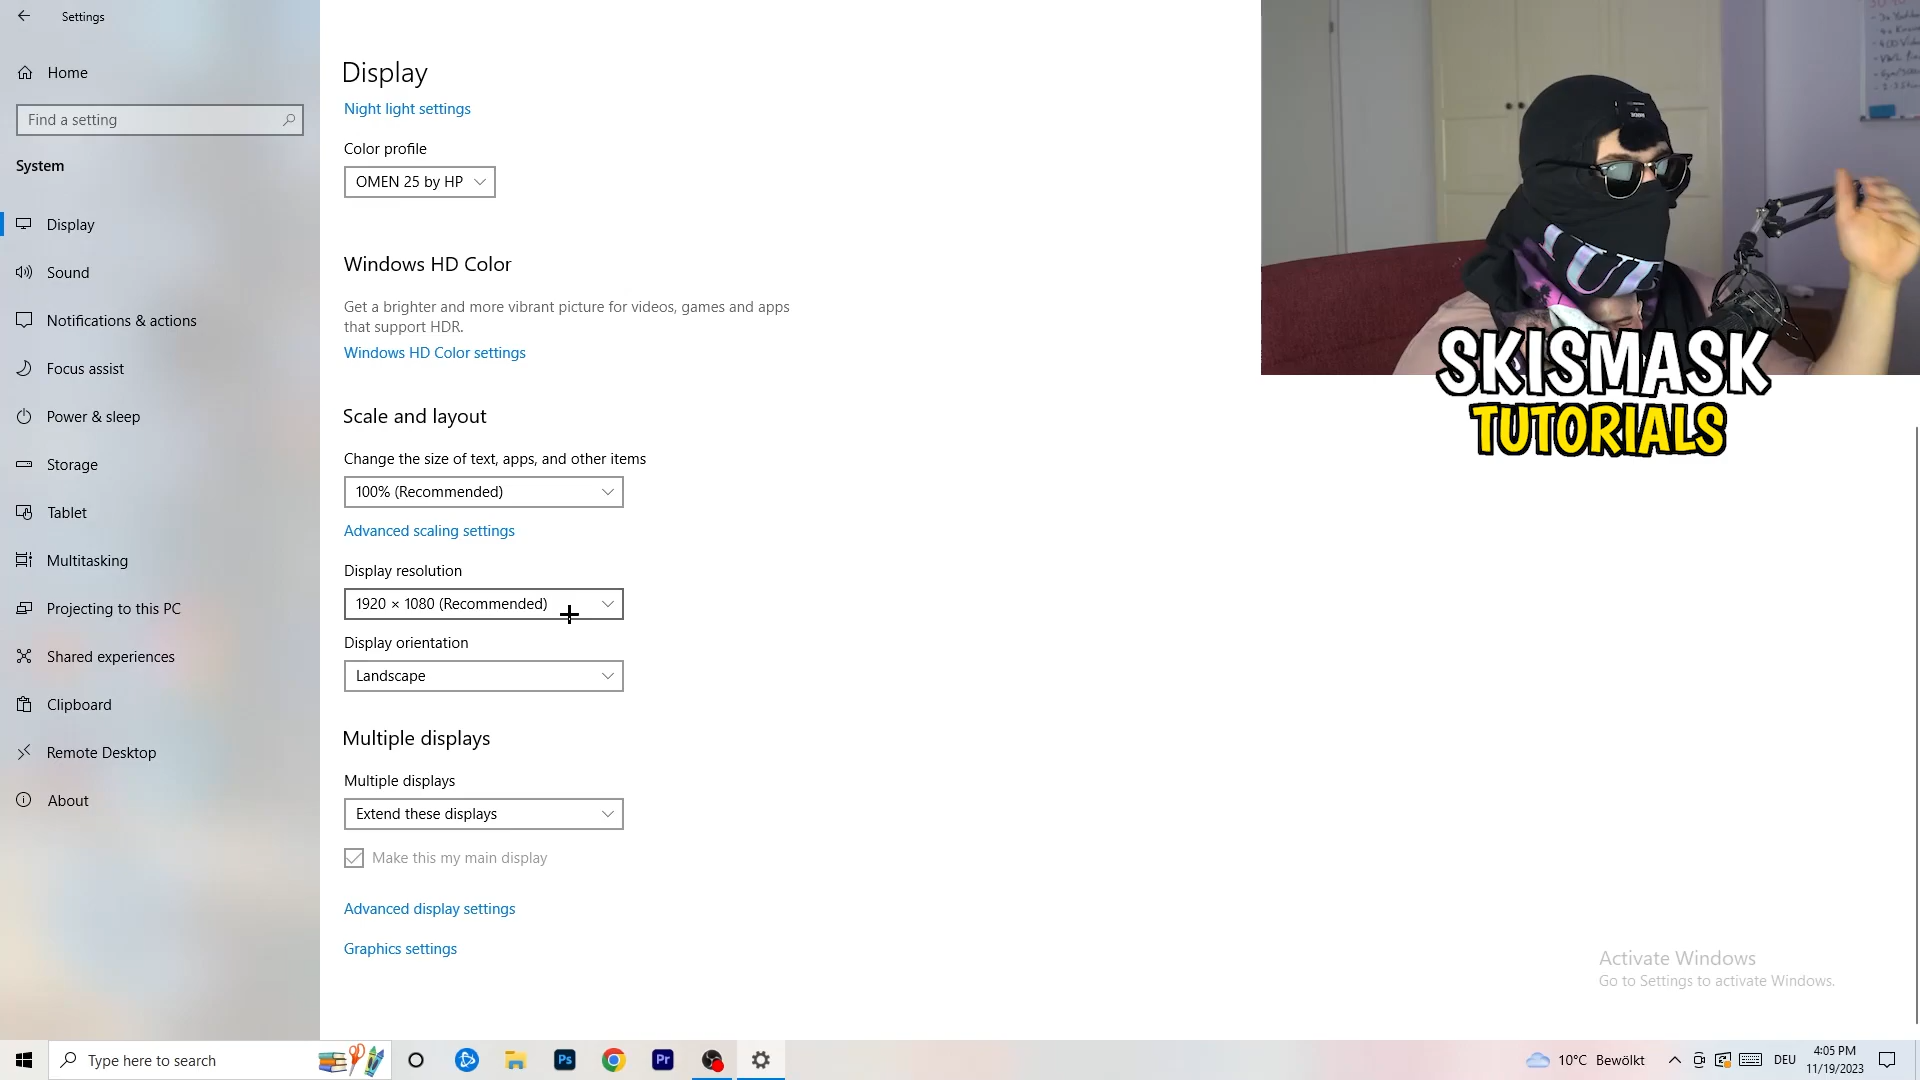 Settings
Home
Find a setting
System
Display
Sound
Notifications & actions
Focus assist
Power & sleep
Storage
Tablet
Multitasking
Projecting to this PC
Shared experiences
Clipboard
Remote Desktop
About
Display
Night light settings
Color profile
OMEN 25 by HP
Windows HD Color
Get a brighter and more vibrant picture for videos, games and apps
that support HDR.
Windows HD Color settings
Scale and layout
Change the size of text, apps, and other items
100% (Recommended)
Advanced scaling settings
Display resolution
1920 × 1080 (Recommended)
Display orientation
Landscape
Multiple displays
Multiple displays
Extend these displays
Make this my main display
Advanced display settings
Graphics settings
SKISMASK
TUTORIALS
Activate Windows
Go to Settings to activate Windows.
Type here to search
Ps
Pr
10°C Bewölkt
DEU
4:05 PM
11/19/2023